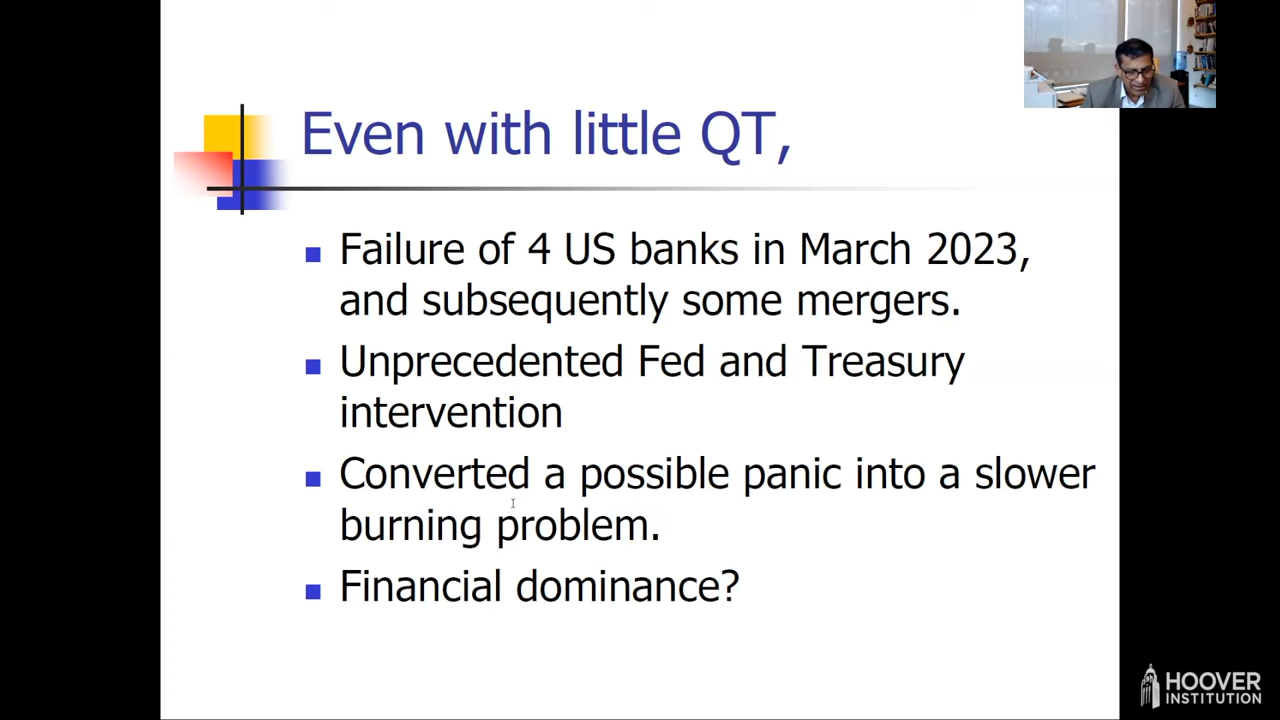 Even with little QT,
Failure of 4 US banks in March 2023,
and subsequently some mergers.
Unprecedented Fed and Treasury
intervention
Converted a possible panic into a slower
burning problem.
Financial dominance?
HOOVER
INSTITUTION